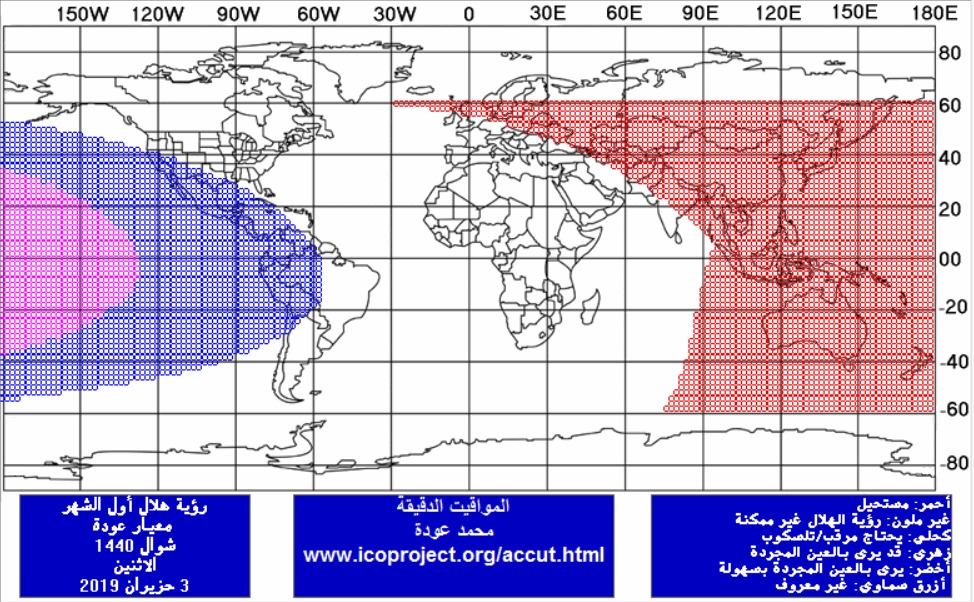 150W 120W 90W 60W 30W 0 30E 60E 90E 120E 150E 180E
80
60
40
20
00
-20
-40
-60
-80
رؤية هلال أول الشهر
معيار عودة
شوال 1440
الاثنين
3 حزيران 2019
المواقيت الدقيقة
محمد عودة
www.icoproject.org/accut.html
أحمر: مستحيل
غير ملون: رؤية الهلال غير ممكنة
كحلي: يحتاج مرقب/تلسكوب
زهري: قد يرى بالعين المجردة
أخضر: يرى بالعين المجردة بصهولة
أزرق صماوي: غير معروف